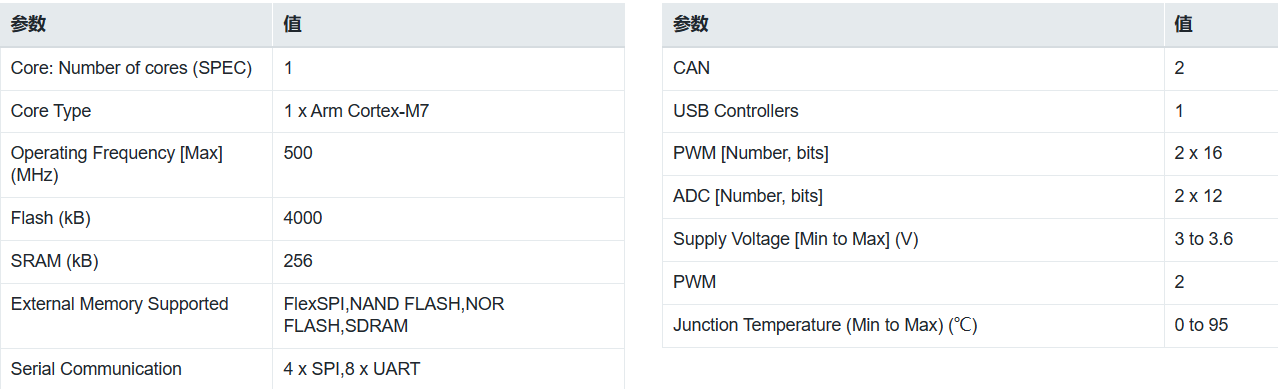 参数 值
Core: Number of cores (SPEC) 1
Core Type 1 x Arm Cortex-M7
Operating Frequency [Max] 500
(MHz)
Flash (kB) 4000
SRAM (kB) 256
External Memory Supported FlexSPI,NAND FLASH,NOR
FLASH,SDRAM
Serial Communication 4 x SPI,8 x UART
参数 值
CAN 2
USB Controllers 1
PWM [Number, bits] 2 x 16
ADC [Number, bits] 2 x 12
Supply Voltage [Min to Max] (V) 3 to 3.6
PWM 2
Junction Temperature (Min to Max) (℃) 0 to 95